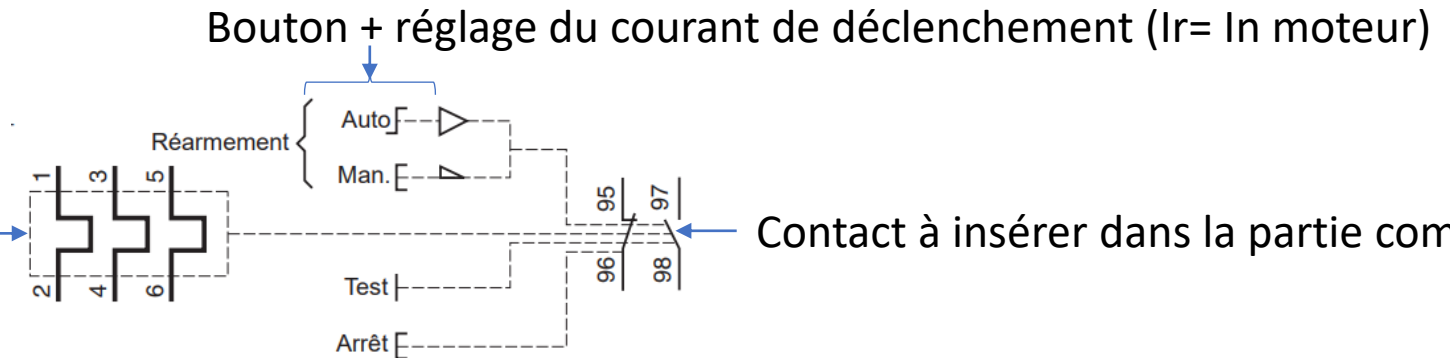 Bouton + réglage du courant de déclenchement (Ir= In moteur)
Auto
Réarmement
Man.
1 3 5
95 97
Contact à insérer dans la partie com
96 98
2 4 6
Test
Arrêt